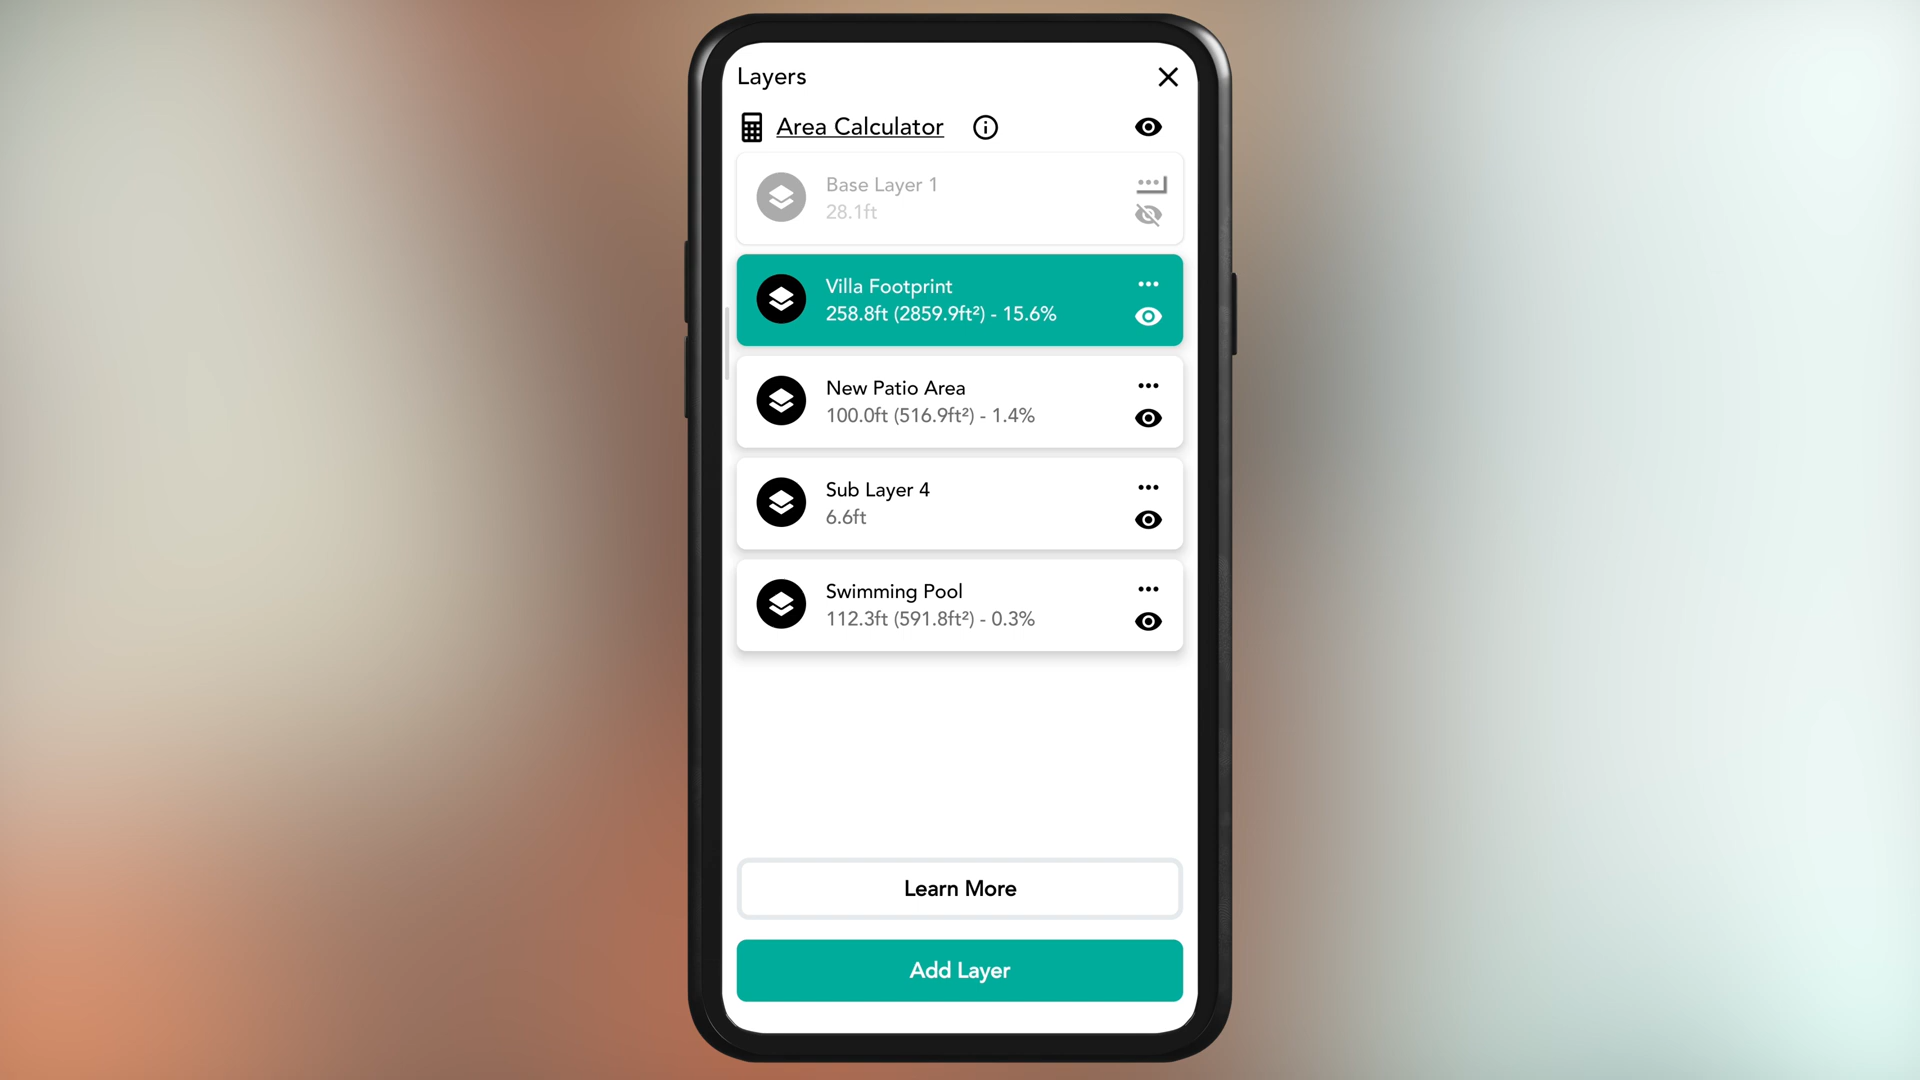 Layers
Area Calculator
Base Layer 1
28.1ft
Villa Footprint
258.8ft (2859.9ft²) - 15.6%
New Patio Area
100.0ft (516.9ft²) - 1.4%
Sub Layer 4
6.6ft
Swimming Pool
112.3ft (591.8ft²) - 0.3%
Learn More
Add Layer